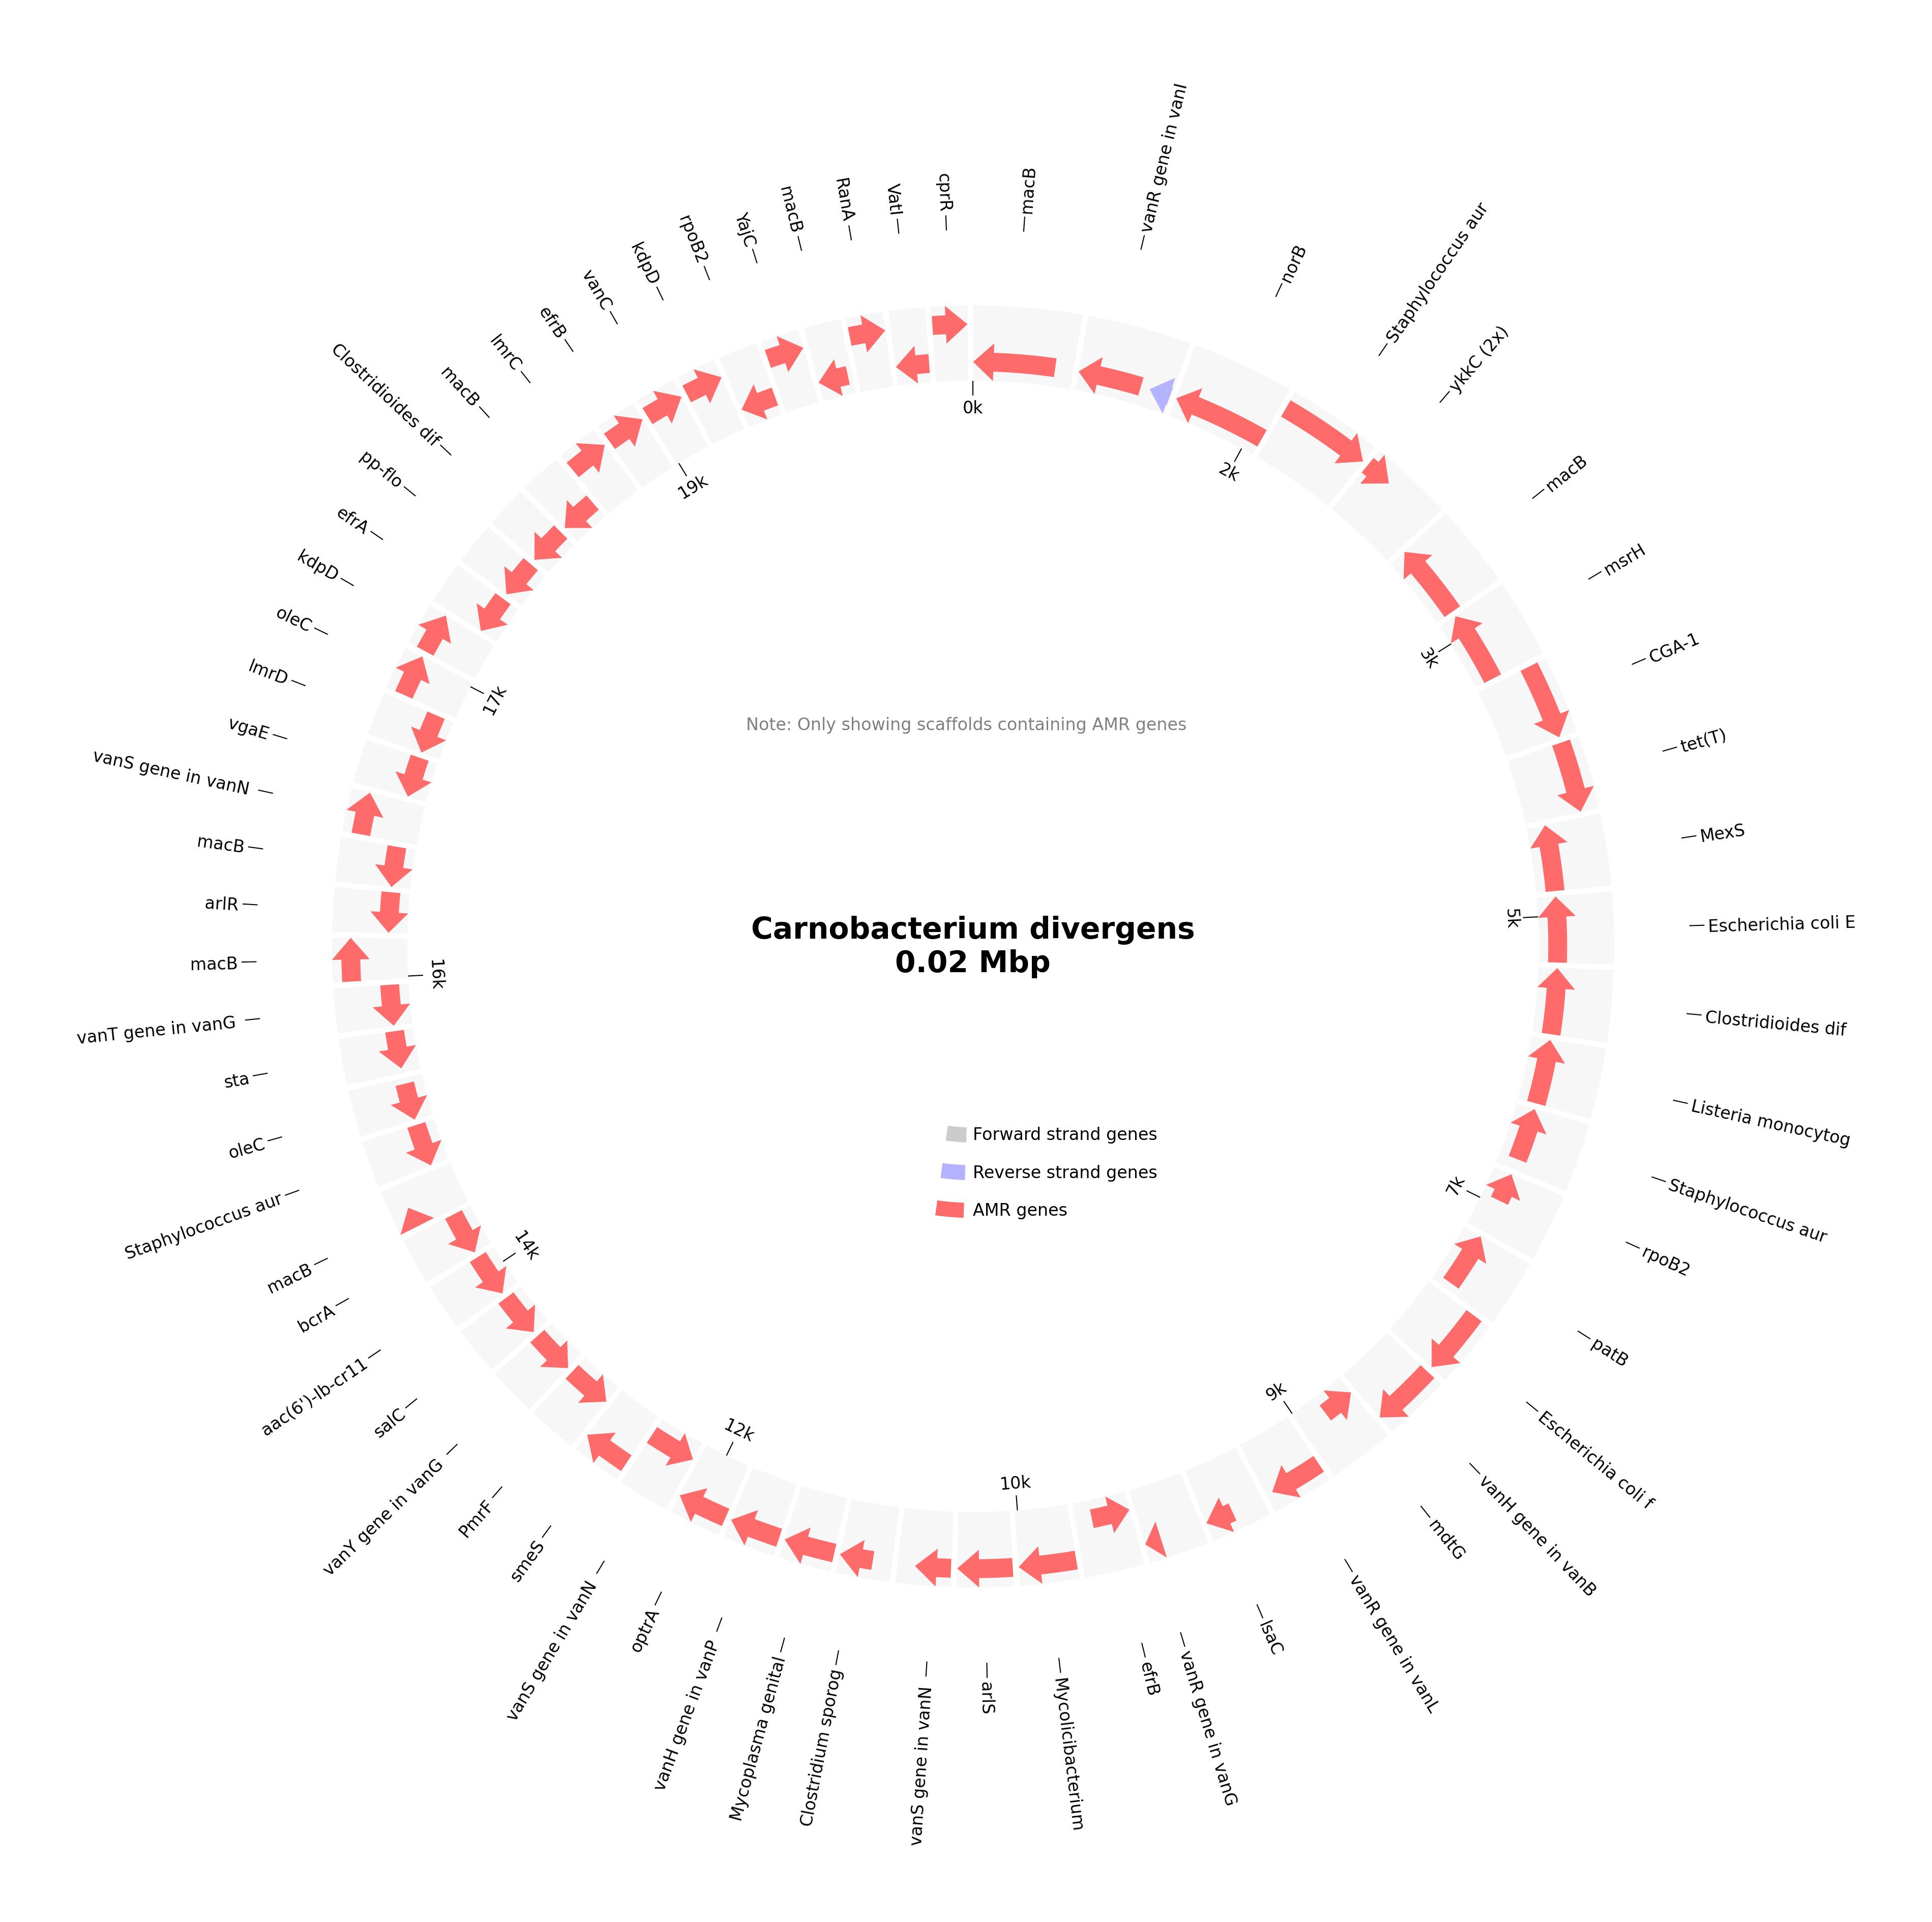 macB
vanR gene in vanI
norB
Staphylococcus aur
ykkC (2x)
macB
msrH
CGA-1
tet(T)
MexS
Escherichia coli E
Clostridioides dif
Listeria monocytog
Staphylococcus aur
rpoB2
patB
Escherichia coli f
vanH gene in vanB
mdtG
vanR gene in vanL
lsaC
vanR gene in vanG
efrB
Mycolicibacterium
arlS
vanS gene in vanN
Clostridium sporog
Mycoplasma genital
vanH gene in vanP
optrA
vanS gene in vanN
smeS
PmrF
vanY gene in vanG
salC
aac(6')-Ib-cr11
bcrA
macB
Staphylococcus aur
oleC
sta
vanT gene in vanG
macB
arlR
macB
vanS gene in vanN
vgaE
lmrD
oleC
kdpD
efrA
pp-flo
Clostridioides dif
macB
lmrC
efrB
vanC
kdpD
rpoB2
YajC
macB
RanA
VatI
cprR
0k
2k
3k
5k
7k
9k
10k
12k
14k
16k
17k
19k
Note: Only showing scaffolds containing AMR genes
Carnobacterium divergens
0.02 Mbp
Forward strand genes
Reverse strand genes
AMR genes